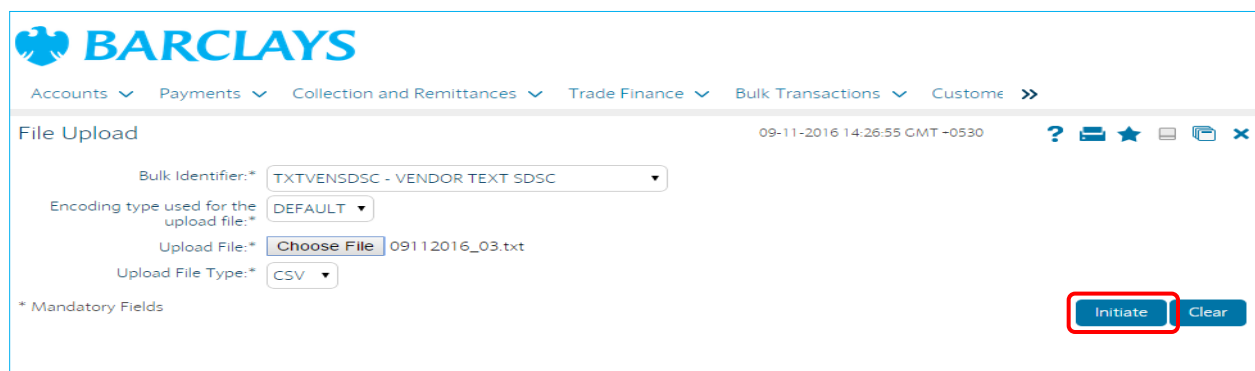 BARCLAYS
Accounts Payments Collection and Remittances Trade Finance Bulk Transactions Custome
File Upload 09-11-2016 14:26:55 GMT +0530 ?
Bulk Identifier:* TXTVENSDSC - VENDOR TEXT SDSC
Encoding type used for the
upload file:* DEFAULT
Upload File:* Choose File 09112016_03.txt
Upload File Type:* CSV
* Mandatory Fields
Initiate Clear